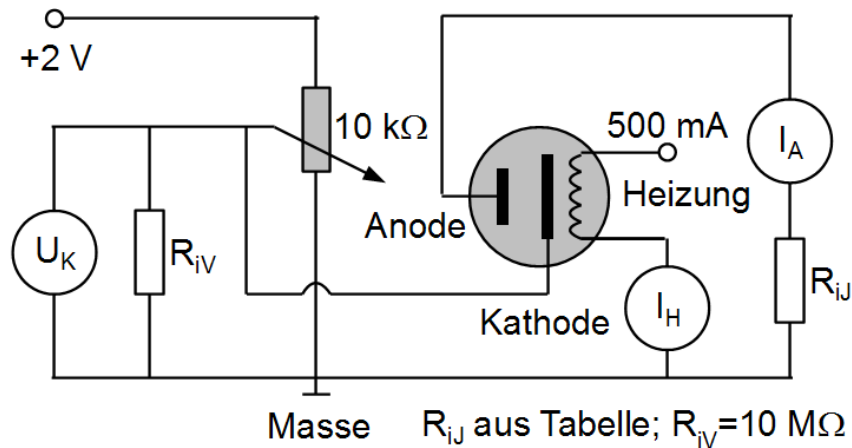 +2 V
10 kΩ
500 mA
I_A
Heizung
Anode
U_K
R_iV
R_iJ
Kathode
I_H
Masse
R_iJ aus Tabelle; R_iV=10 MΩ